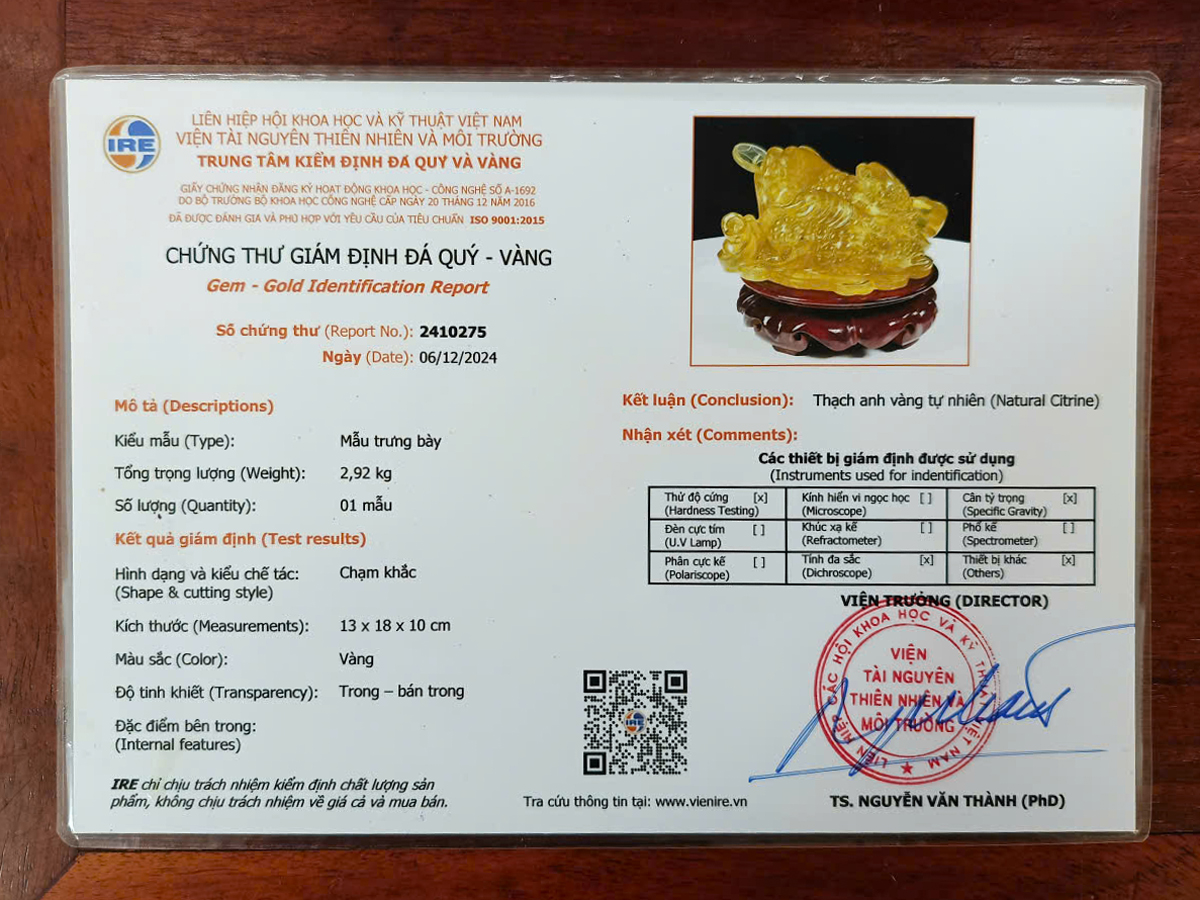 IRE
LIÊN HIỆP HỘI KHOA HỌC VÀ KỸ THUẬT VIỆT NAM
VIỆN TÀI NGUYÊN THIÊN NHIÊN VÀ MÔI TRƯỜNG
TRUNG TÂM KIỂM ĐỊNH ĐÁ QUÝ VÀ VÀNG
GIẤY CHỨNG NHẬN ĐĂNG KÝ HOẠT ĐỘNG KHOA HỌC - CÔNG NGHỆ SỐ A-1692
DO BỘ TRƯỞNG BỘ KHOA HỌC CÔNG NGHỆ CẤP NGÀY 20 THÁNG 12 NĂM 2016
ĐÃ ĐƯỢC ĐÁNH GIA VÀ PHÙ HỢP VỚI YÊU CẦU CỦA TIÊU CHUẨN ISO 9001:2015
CHỨNG THƯ GIÁM ĐỊNH ĐÁ QUÝ - VÀNG
Gem - Gold Identification Report
Số chứng thư (Report No.): 2410275
Ngày (Date): 06/12/2024
Mô tả (Descriptions)
Kiểu mẫu (Type): Mẫu trưng bày
Tổng trọng lượng (Weight): 2,92 kg
Số lượng (Quantity): 01 mẫu
Kết quả giám định (Test results)
Hình dạng và kiểu chế tác: Chạm khắc
(Shape & cutting style)
Kích thước (Measurements): 13 x 18 x 10 cm
Màu sắc (Color): Vàng
Độ tinh khiết (Transparency): Trong – bán trong
Đặc điểm bên trong:
(Internal features)
IRE chỉ chịu trách nhiệm kiểm định chất lượng sản
phẩm, không chịu trách nhiệm về giá cả và mua bán.
Kết luận (Conclusion): Thạch anh vàng tự nhiên (Natural Citrine)
Nhận xét (Comments):
Các thiết bị giám định được sử dụng
(Instruments used for indentification)
Thử độ cứng [x] Kính hiển vi ngọc học [ ] Cân tỷ trọng [x]
(Hardness Testing) (Microscope) (Specific Gravity)
Đèn cực tím [ ] Khúc xạ kế [ ] Phổ kế [ ]
(U.V Lamp) (Refractometer) (Spectrometer)
Phân cực kế [ ] Tính đa sắc [x] Thiết bị khác [x]
(Polariscope) (Dichroscope) (Others)
VIỆN TRƯỞNG (DIRECTOR)
LIÊN HIỆP CÁC HỘI KHOA HỌC VÀ KỸ THUẬT VIỆT NAM
VIỆN
TÀI NGUYÊN
THIÊN NHIÊN VÀ
MÔI TRƯỜNG
IRE
Tra cứu thông tin tại: www.vienire.vn
TS. NGUYỄN VĂN THÀNH (PhD)